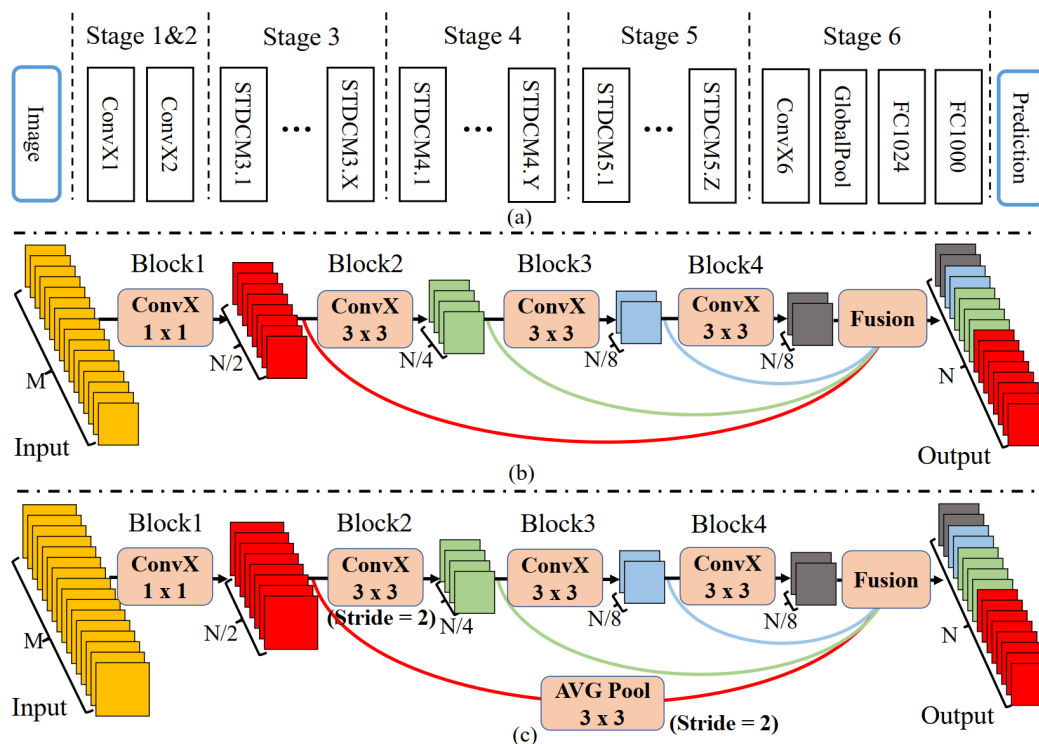 Stage 1&2 Stage 3 Stage 4 Stage 5 Stage 6
Image ConvX1 ConvX2 STDCM3.1 ••• STDCM3.X STDCM4.1 ••• STDCM4.Y STDCM5.1 ••• STDCM5.Z ConvX6 GlobalPool FC1024 FC1000 Prediction
(a)
Block1 Block2 Block3 Block4
ConvX ConvX ConvX ConvX Fusion
1 x 1 3 x 3 3 x 3 3 x 3
M N/2 N/4 N/8 N/8 N
Input Output
(b)
Block1 Block2 Block3 Block4
ConvX ConvX ConvX ConvX Fusion
1 x 1 3 x 3 3 x 3 3 x 3
(Stride = 2)
M N/2 N/4 N/8 N/8 N
AVG Pool
3 x 3
(Stride = 2)
Input Output
(c)